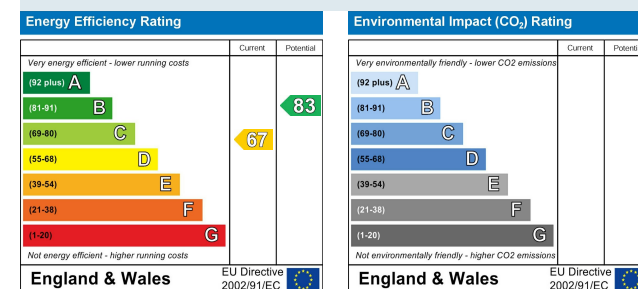 Energy Efficiency Rating
Current Potential
Very energy efficient - lower running costs
(92 plus) A
(81-91) B
83
(69-80) C
67
(55-68) D
(39-54) E
(21-38) F
(1-20) G
Not energy efficient - higher running costs
England & Wales
EU Directive
2002/91/EC
Environmental Impact (CO2) Rating
Current Potenti
Very environmentally friendly - lower CO2 emissions
(92 plus) A
(81-91) B
(69-80) C
(55-68) D
(39-54) E
(21-38) F
(1-20) G
Not environmentally friendly - higher CO2 emissions
England & Wales
EU Directive
2002/91/EC